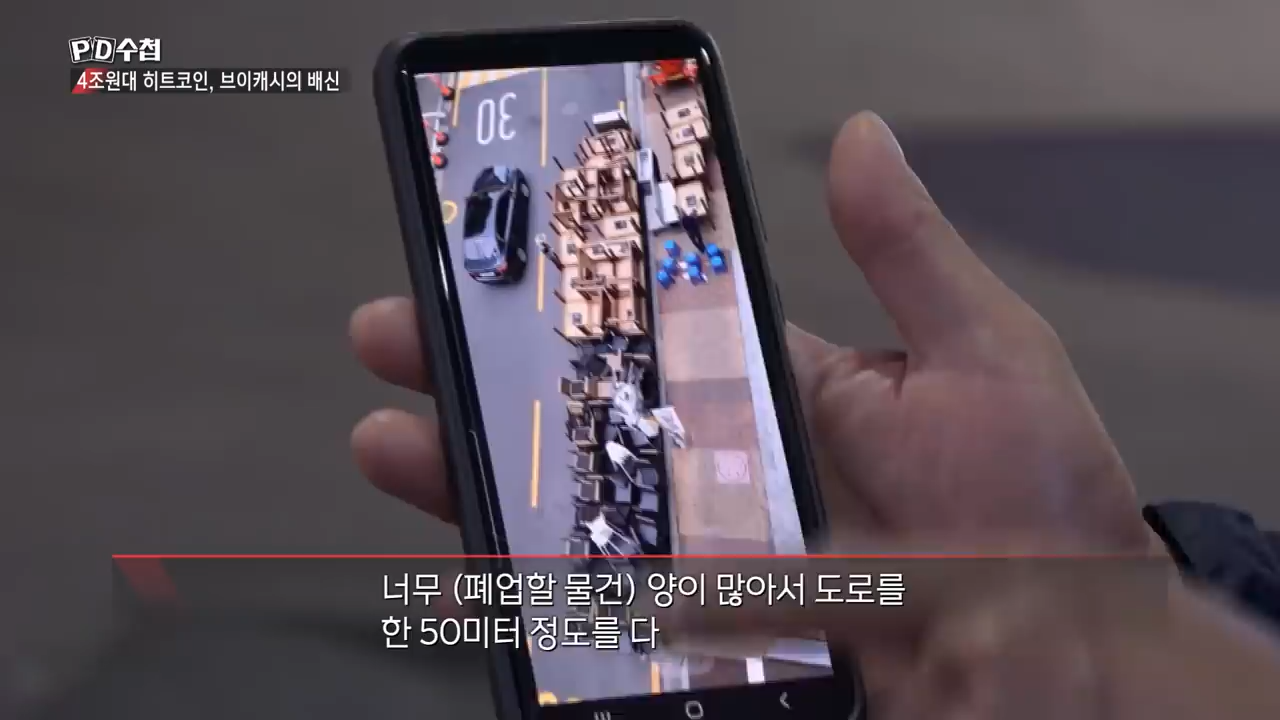 PD수첩
4조원대 히트코인, 브이캐시의 배신
30
너무 (폐업할 물건) 양이 많아서 도로를
한 50미터 정도를 다